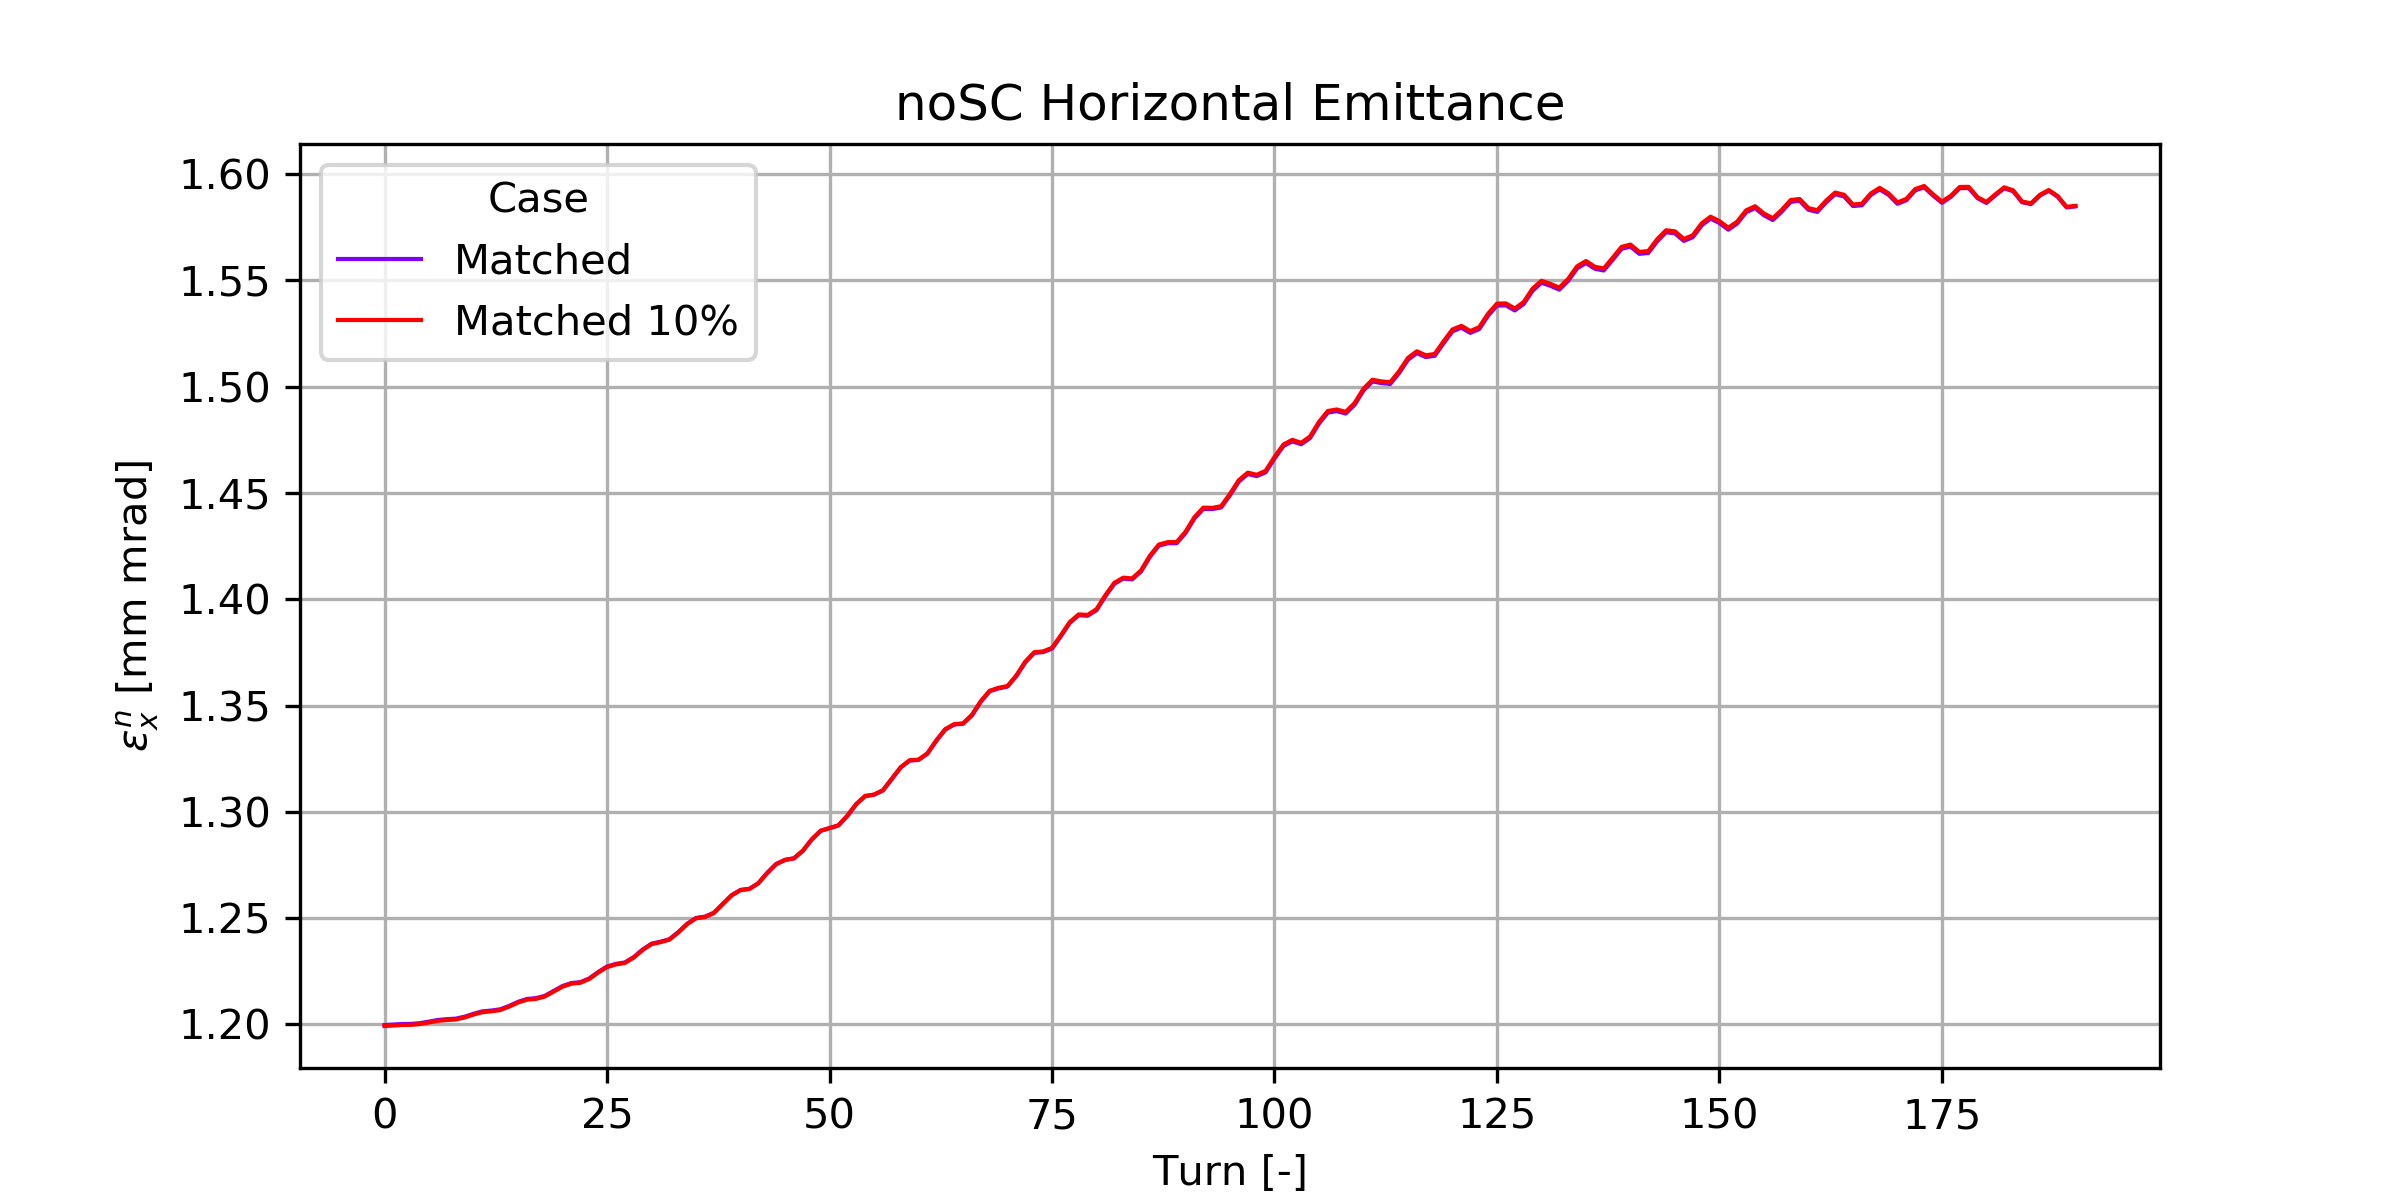 noSC Horizontal Emittance
Case
Matched
Matched 10%
1.60
1.55
1.50
1.45
1.40
1.35
1.30
1.25
1.20
ε_x^n [mm mrad]
0 25 50 75 100 125 150 175
Turn [-]